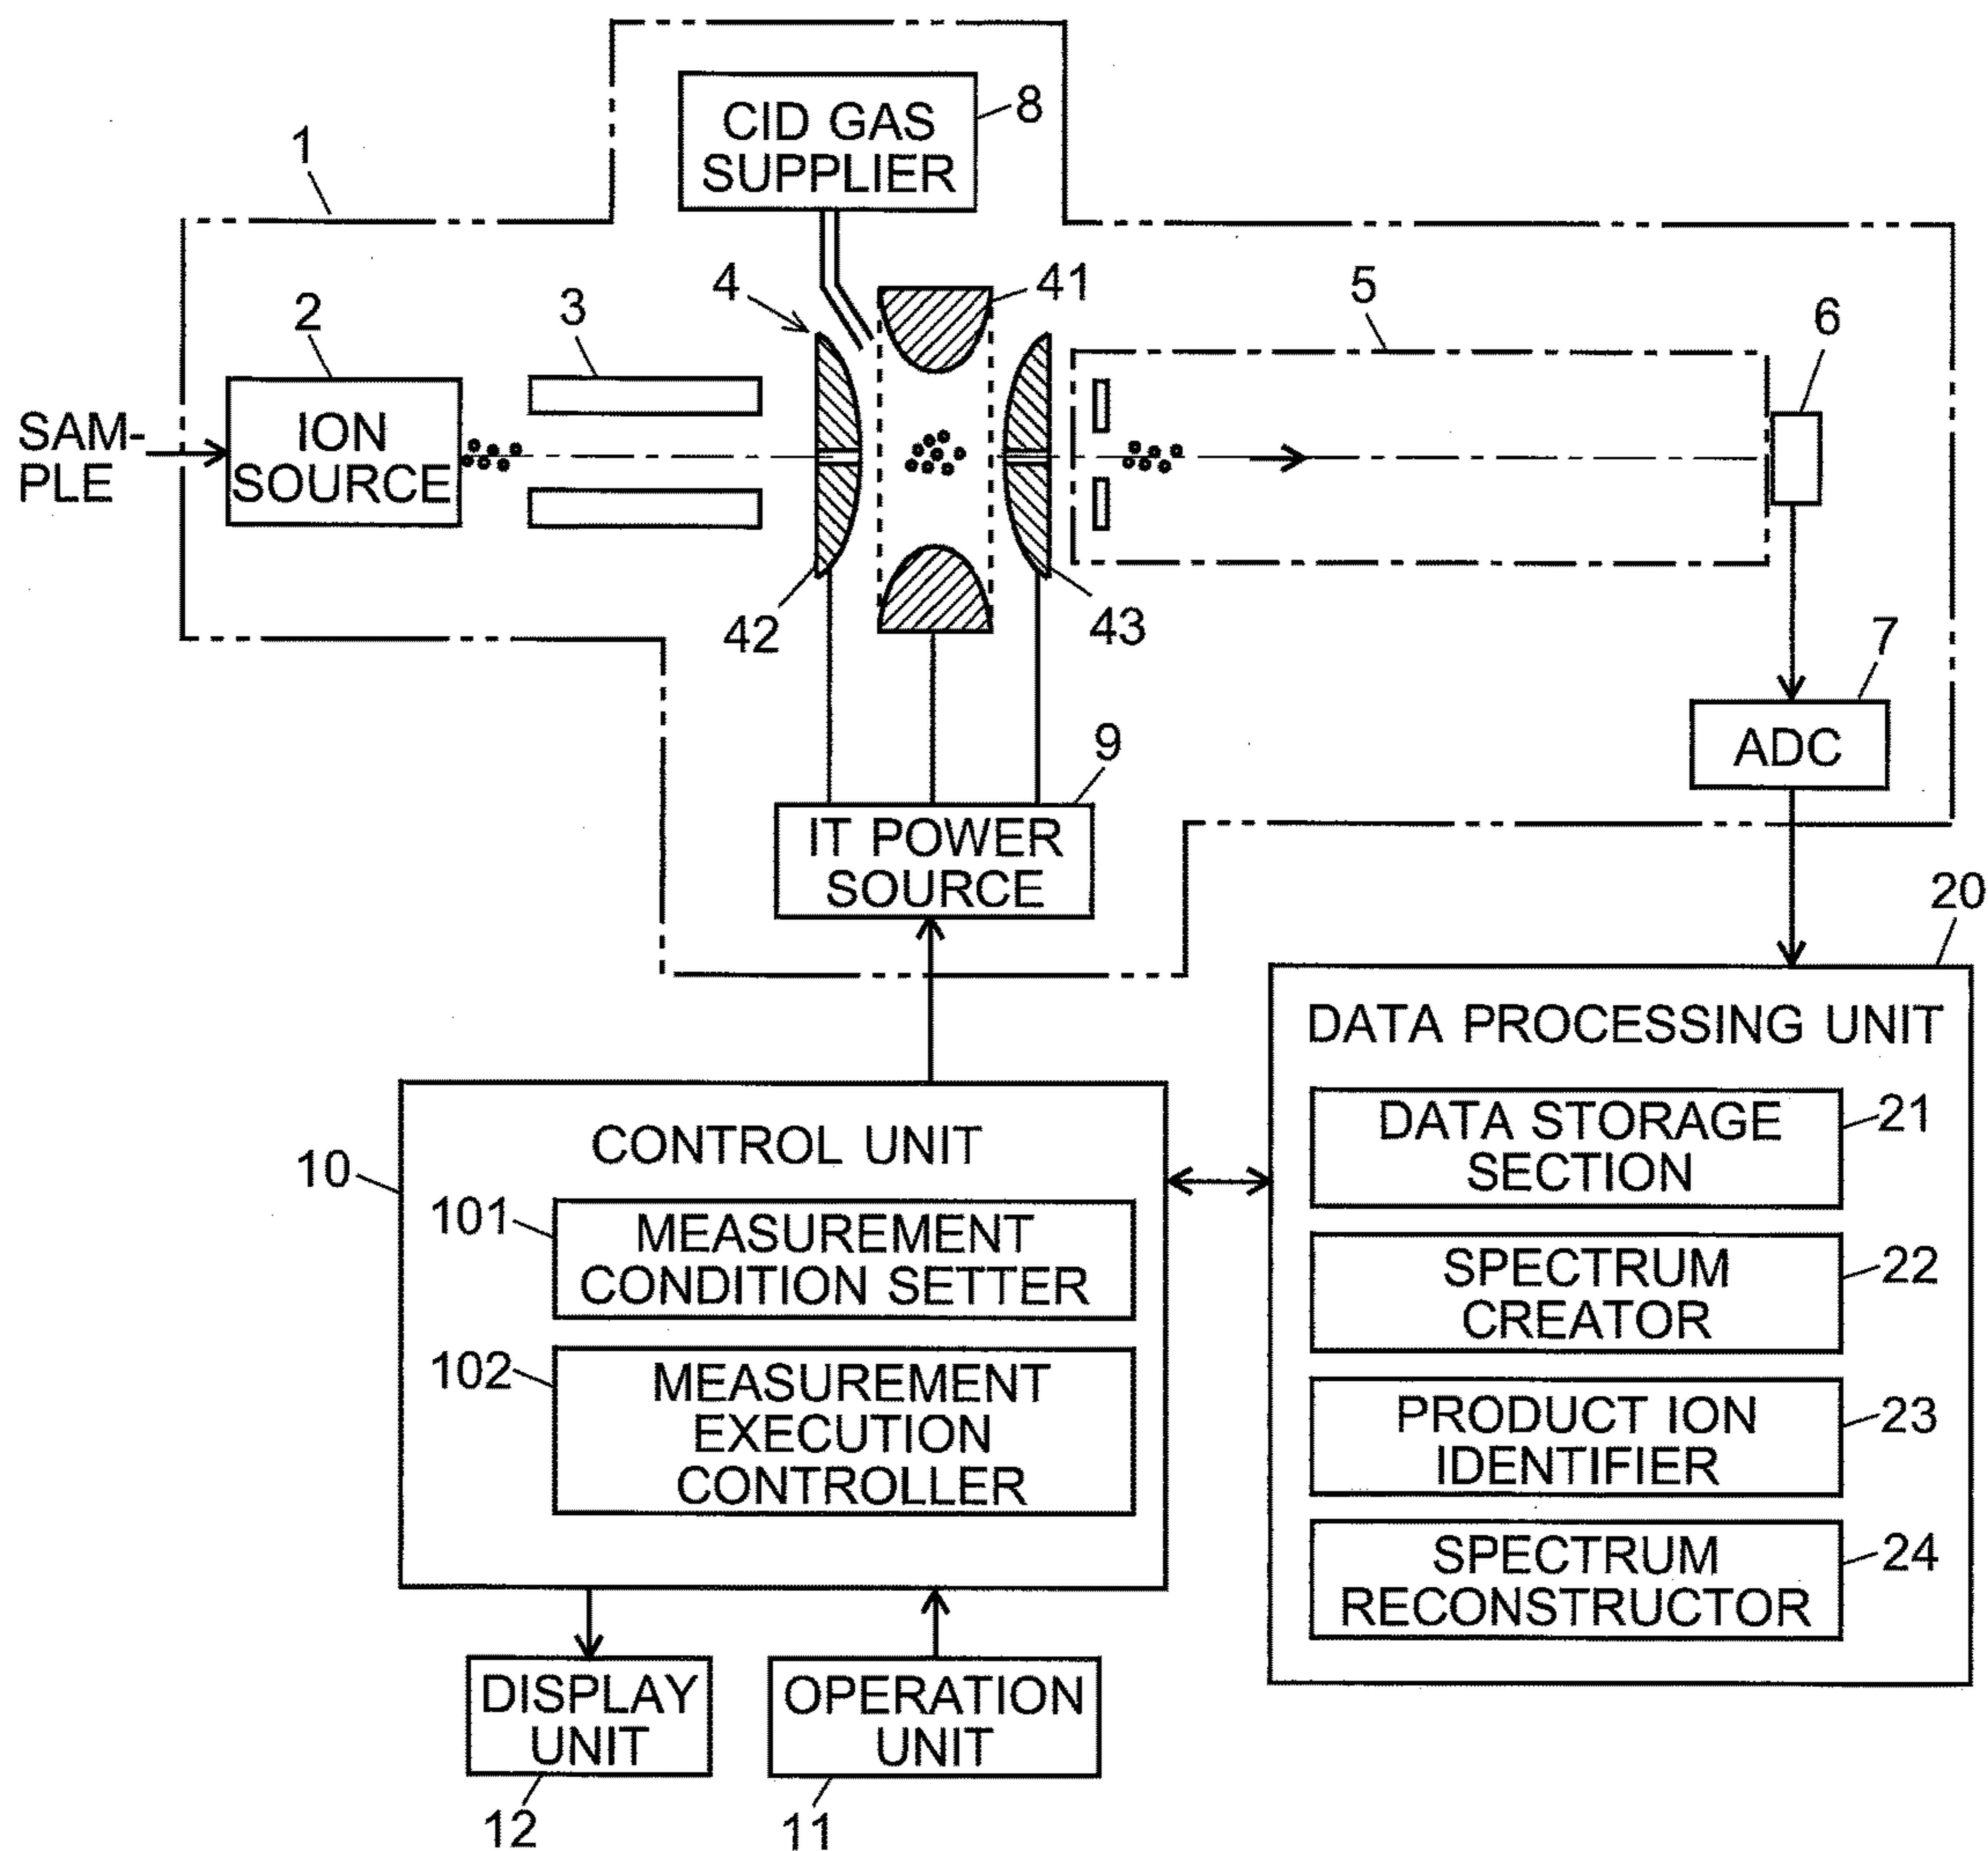 CID GAS
SUPPLIER
8
1
4
41
5
2
3
6
SAM-
PLE
ION
SOURCE
42
43
7
ADC
9
IT POWER
SOURCE
20
DATA PROCESSING UNIT
DATA STORAGE
SECTION
21
SPECTRUM
CREATOR
22
PRODUCT ION
IDENTIFIER
23
SPECTRUM
RECONSTRUCTOR
24
10
CONTROL UNIT
101
MEASUREMENT
CONDITION SETTER
102
MEASUREMENT
EXECUTION
CONTROLLER
DISPLAY
UNIT
12
OPERATION
UNIT
11